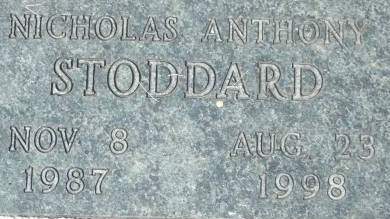 NICHOLAS ANTHONY
STODDARD
NOV 8 AUG 23
1987 1998